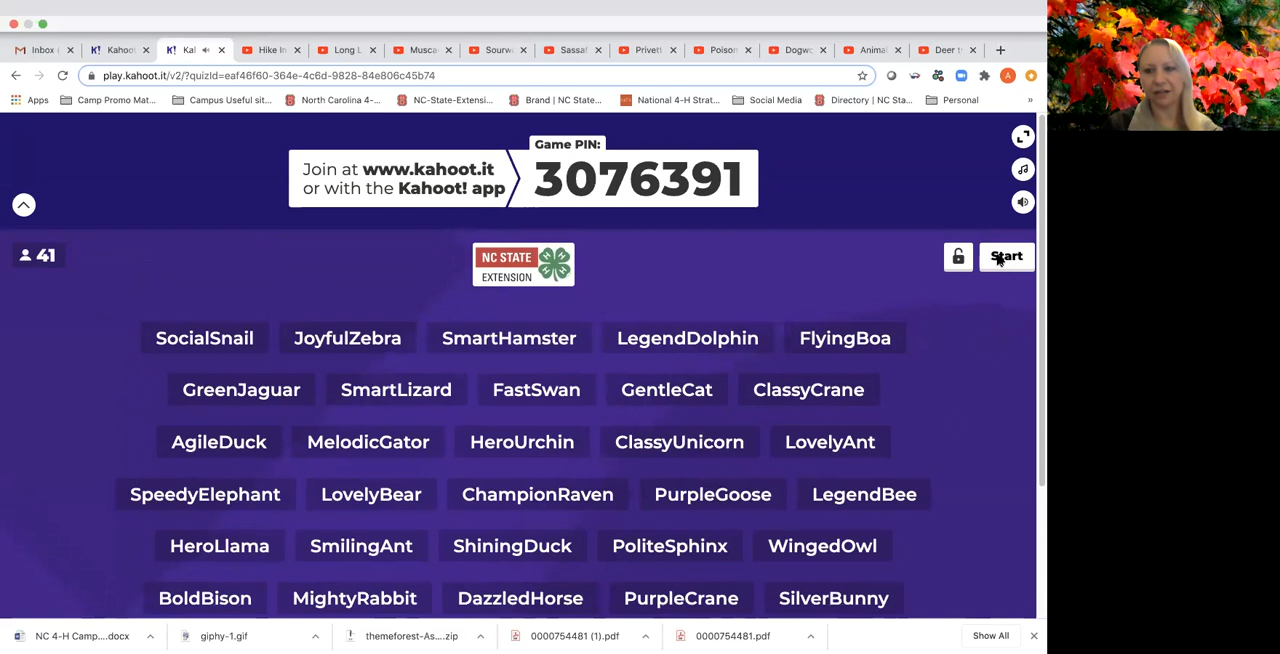 Inbox ( Kahoot Kal Hike In Long L Musca Sourw Sassaf Privet Poison Dogwo Animal Deer t
play.kahoot.it/v2/?quizId=eaf46f60-364e-4c6d-9828-84e806c45b74 A
Apps Camp Promo Mat... Campus Useful sit... North Carolina 4-... NC-State-Extensi... Brand | NC State... National 4-H Strat... Social Media Directory | NC Sta... Personal »
Game PIN:
Join at www.kahoot.it
or with the Kahoot! app
3076391
41
NC STATE
EXTENSION
Start
SocialSnail JoyfulZebra SmartHamster LegendDolphin FlyingBoa
GreenJaguar SmartLizard FastSwan GentleCat ClassyCrane
AgileDuck MelodicGator HeroUrchin ClassyUnicorn LovelyAnt
SpeedyElephant LovelyBear ChampionRaven PurpleGoose LegendBee
HeroLlama SmilingAnt ShiningDuck PoliteSphinx WingedOwl
BoldBison MightyRabbit DazzledHorse PurpleCrane SilverBunny
NC 4-H Camp....docx giphy-1.gif themeforest-As....zip 0000754481 (1).pdf 0000754481.pdf Show All